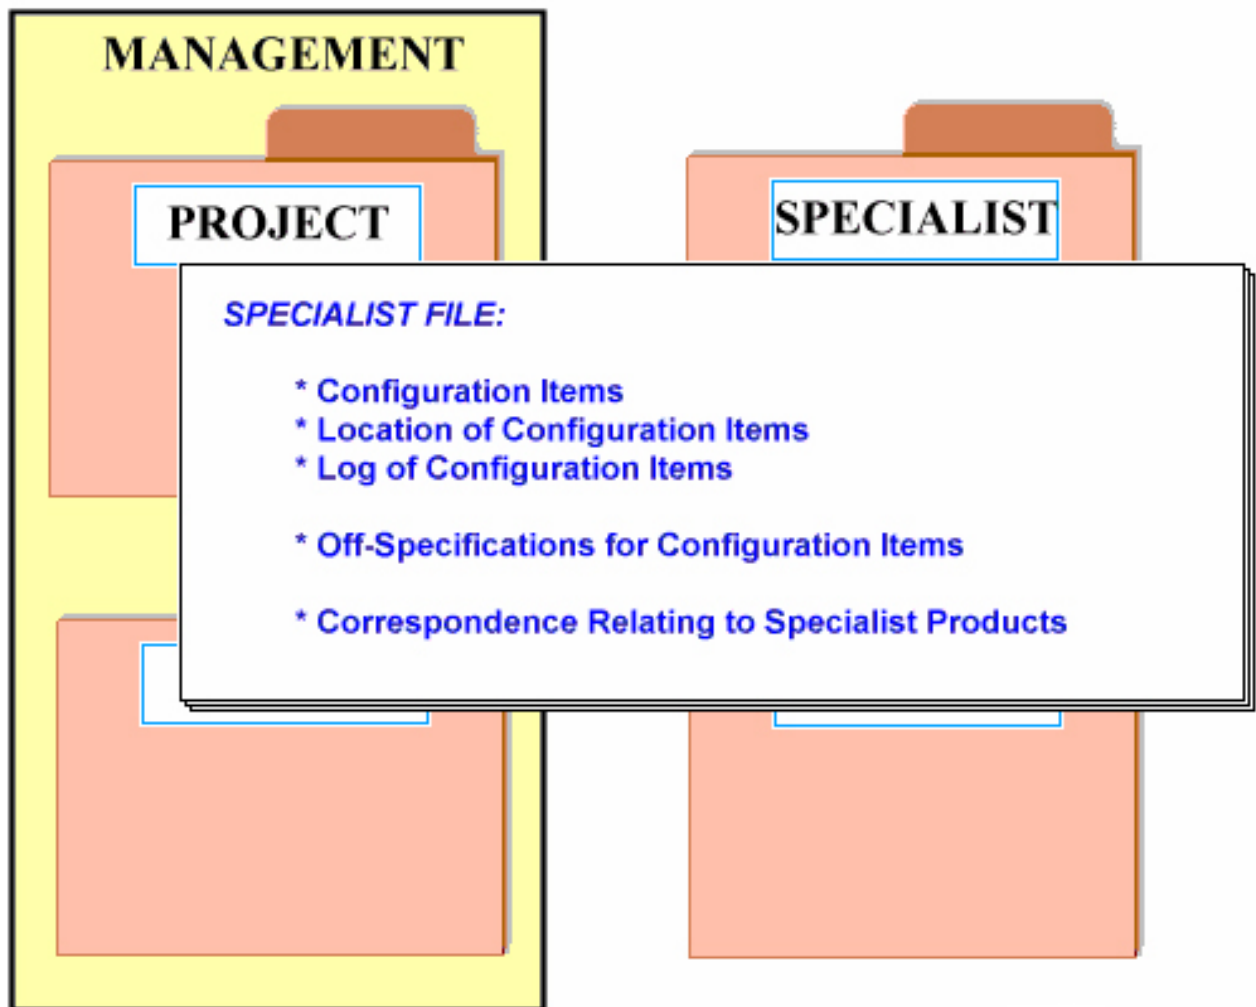 MANAGEMENT
PROJECT
SPECIALIST
SPECIALIST FILE:
* Configuration Items
* Location of Configuration Items
* Log of Configuration Items
* Off-Specifications for Configuration Items
* Correspondence Relating to Specialist Products